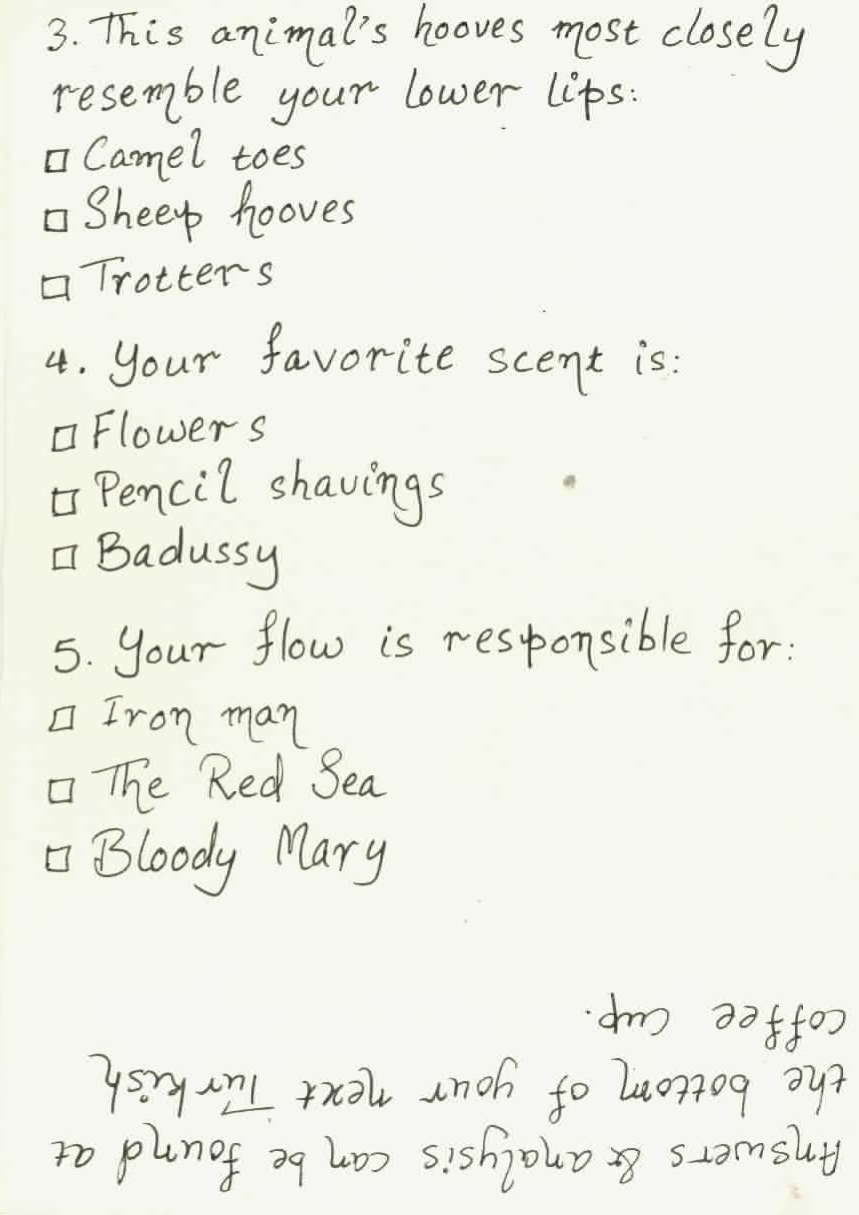 3. This animal's hooves most closely
resemble your lower lips:
□ Camel toes
□ Sheep hooves
□ Trotters
4. Your favorite scent is:
□ Flowers
□ Pencil shavings
□ Badussy
5. Your flow is responsible for:
□ Iron man
□ The Red Sea
□ Bloody Mary
Answers & analysis can be found at
the bottom of your next Turkish
coffee cup.